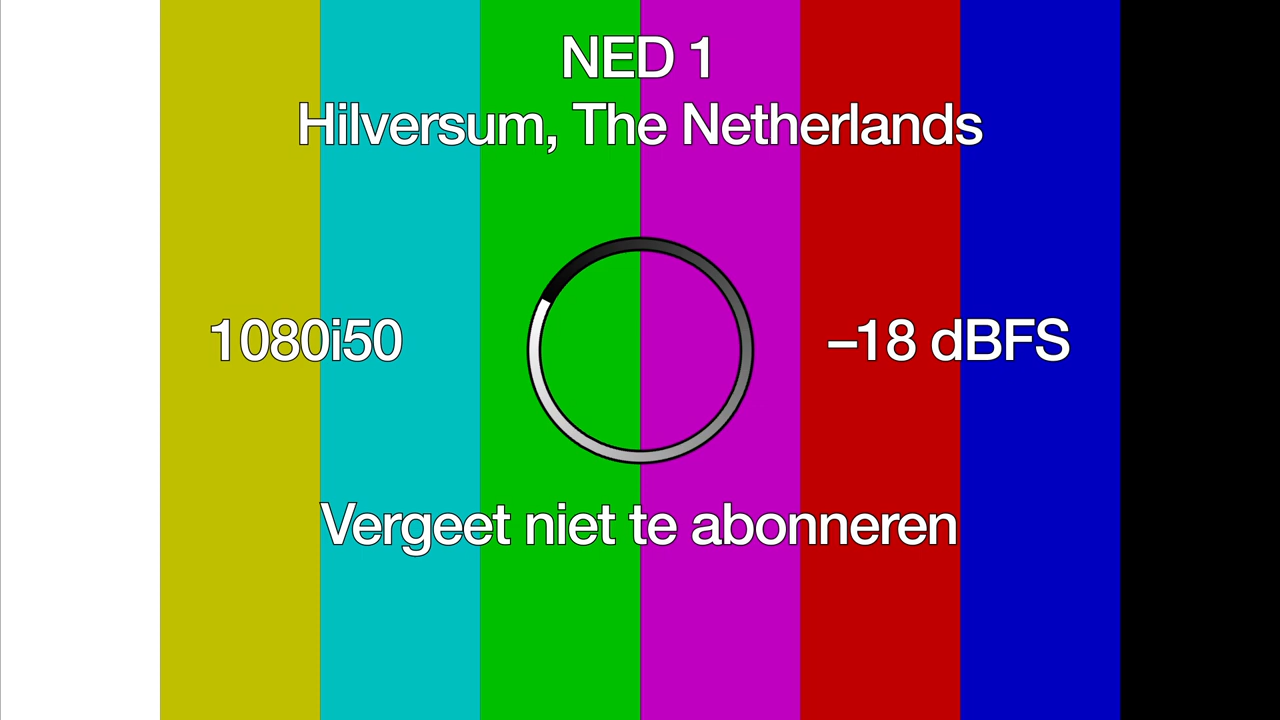 NED 1
Hilversum, The Netherlands
1080i50
–18 dBFS
Vergeet niet te abonneren